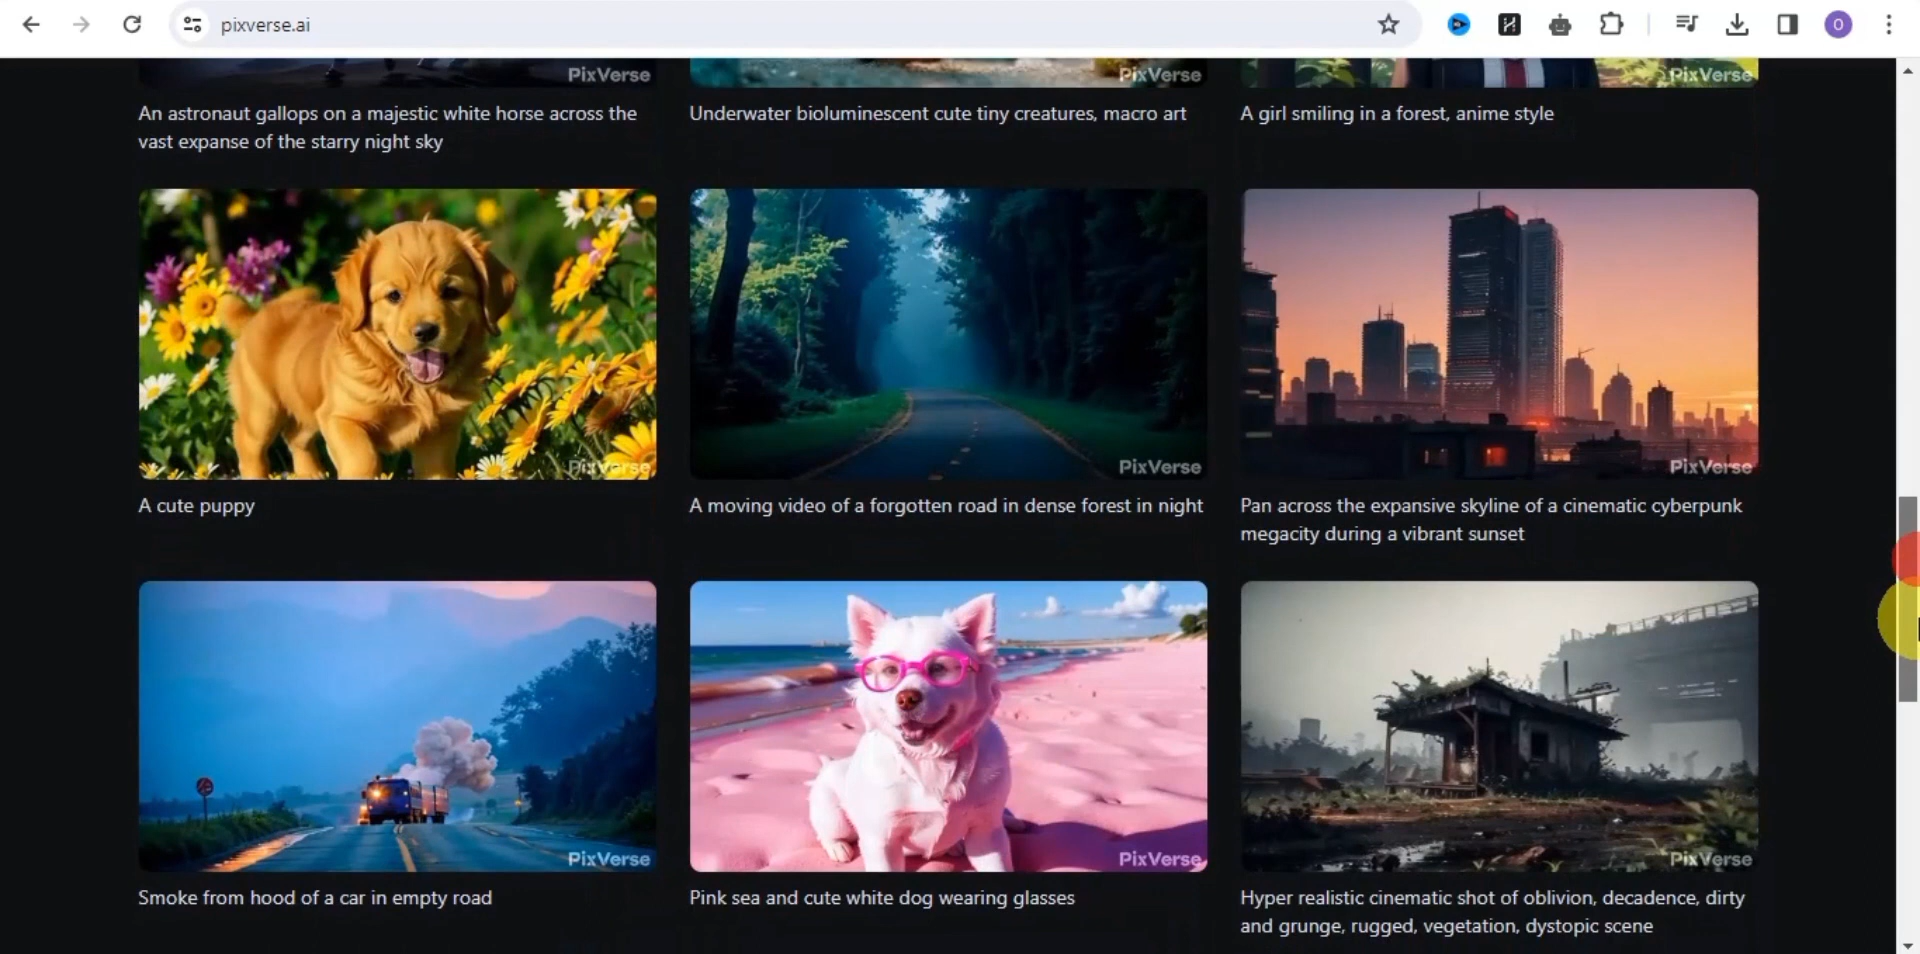 pixverse.ai
O
PixVerse
PixVerse
PixVerse
An astronaut gallops on a majestic white horse across the
vast expanse of the starry night sky
Underwater bioluminescent cute tiny creatures, macro art
A girl smiling in a forest, anime style
PixVerse
PixVerse
PixVerse
A cute puppy
A moving video of a forgotten road in dense forest in night
Pan across the expansive skyline of a cinematic cyberpunk
megacity during a vibrant sunset
PixVerse
PixVerse
PixVerse
Smoke from hood of a car in empty road
Pink sea and cute white dog wearing glasses
Hyper realistic cinematic shot of oblivion, decadence, dirty
and grunge, rugged, vegetation, dystopic scene